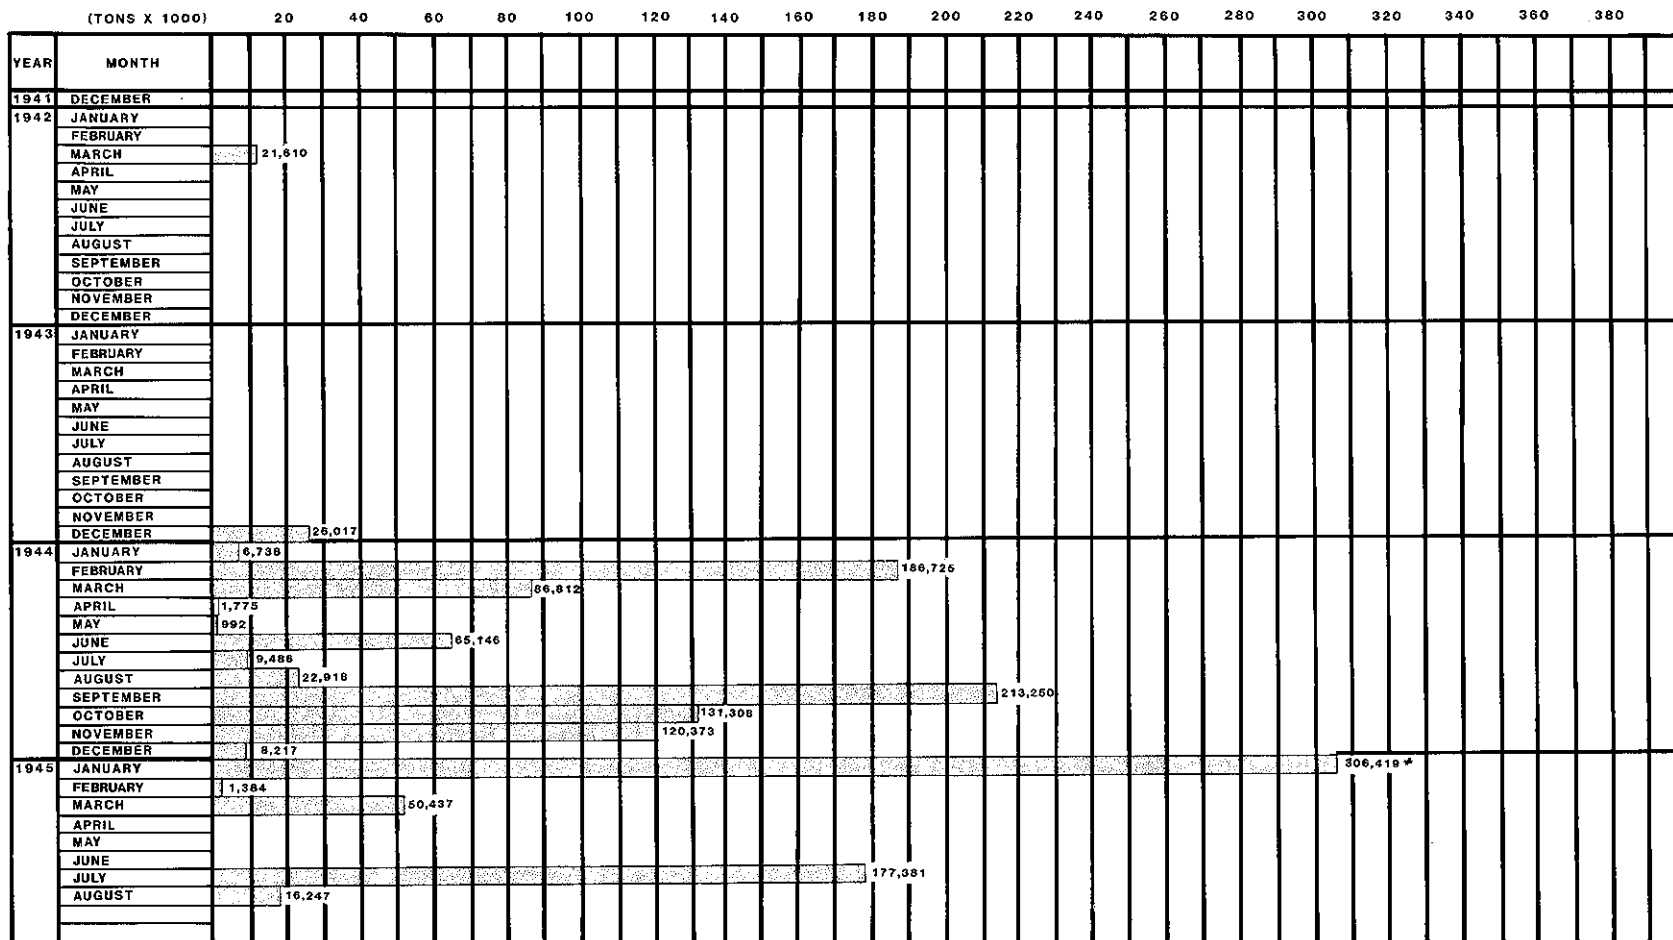 (TONS X 1000) 20 40 60 80 100 120 140 160 180 200 220 240 260 280 300 320 340 360 380
YEAR MONTH
1941 DECEMBER
1942 JANUARY
FEBRUARY
MARCH 21,610
APRIL
MAY
JUNE
JULY
AUGUST
SEPTEMBER
OCTOBER
NOVEMBER
DECEMBER
1943 JANUARY
FEBRUARY
MARCH
APRIL
MAY
JUNE
JULY
AUGUST
SEPTEMBER
OCTOBER
NOVEMBER
DECEMBER 26,017
1944 JANUARY 6,738
FEBRUARY 186,725
MARCH 86,812
APRIL 1,775
MAY 992
JUNE 65,146
JULY 9,486
AUGUST 22,918
SEPTEMBER 213,250
OCTOBER 131,308
NOVEMBER 120,373
DECEMBER 8,217
1945 JANUARY 306,419*
FEBRUARY 1,384
MARCH 50,437
APRIL
MAY
JUNE
JULY 177,381
AUGUST 16,247